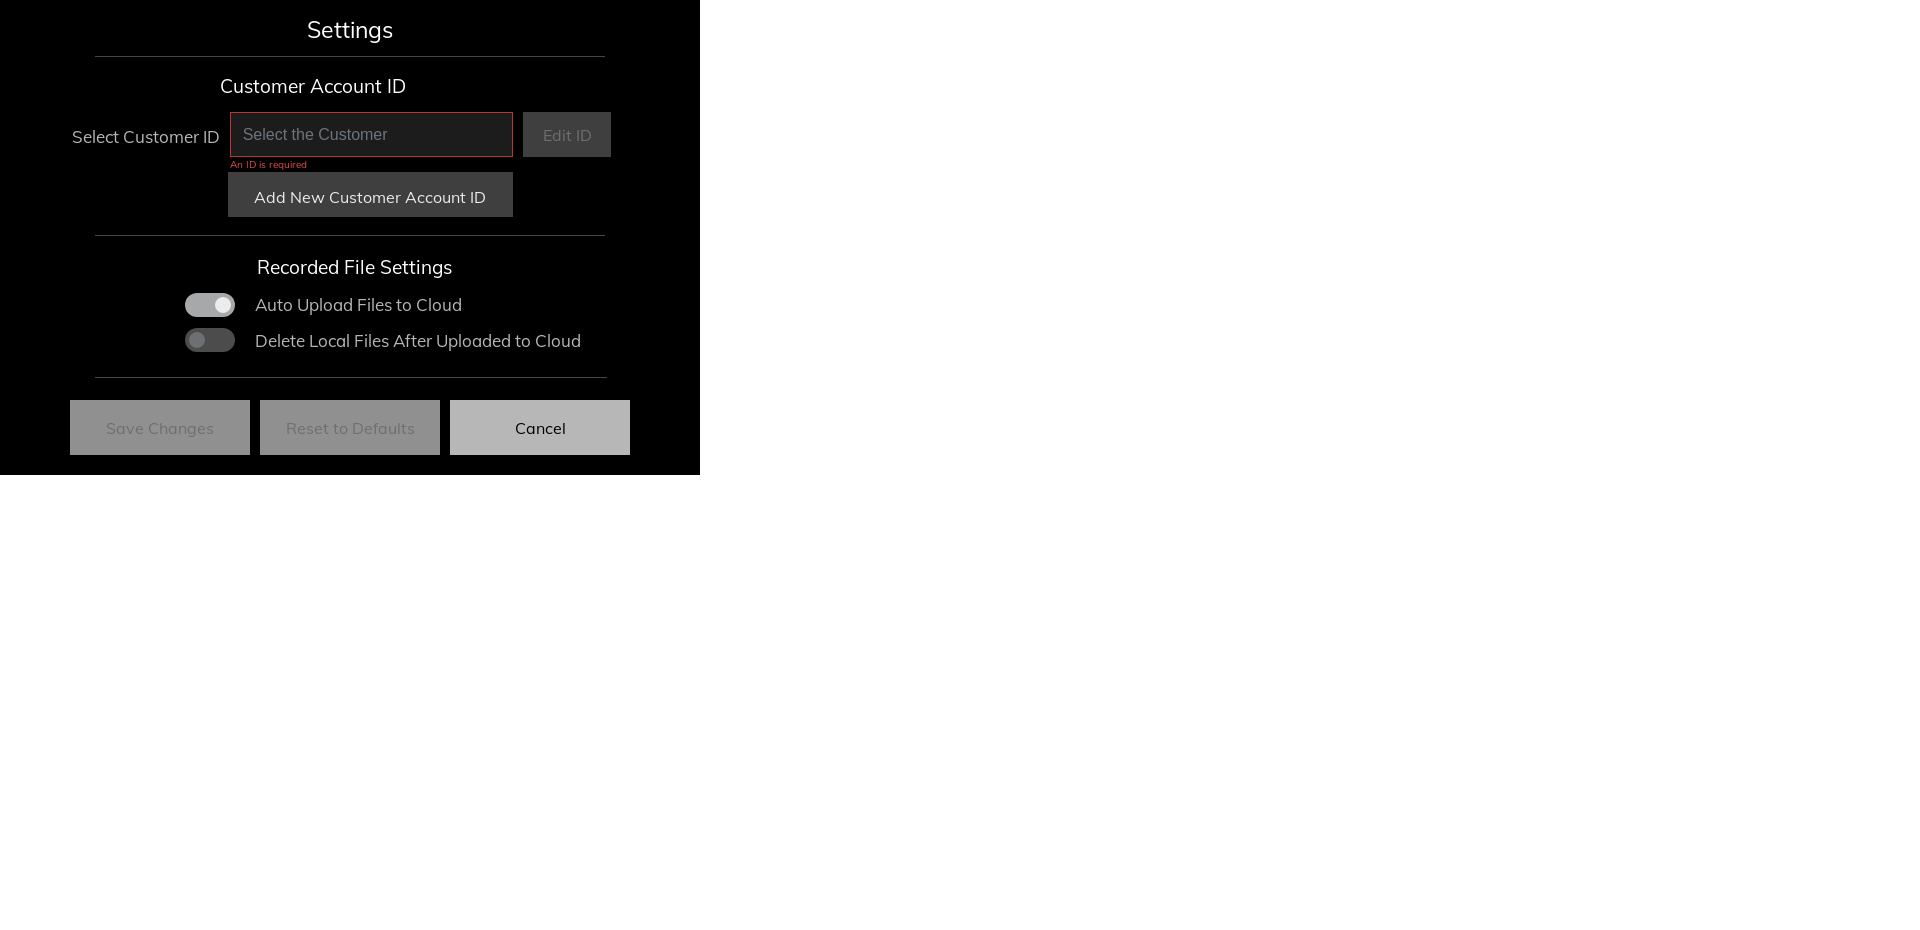 Settings
Customer Account ID
Select Customer ID
Select the Customer
Edit ID
An ID is required
Add New Customer Account ID
Recorded File Settings
Auto Upload Files to Cloud
Delete Local Files After Uploaded to Cloud
Save Changes
Reset to Defaults
Cancel